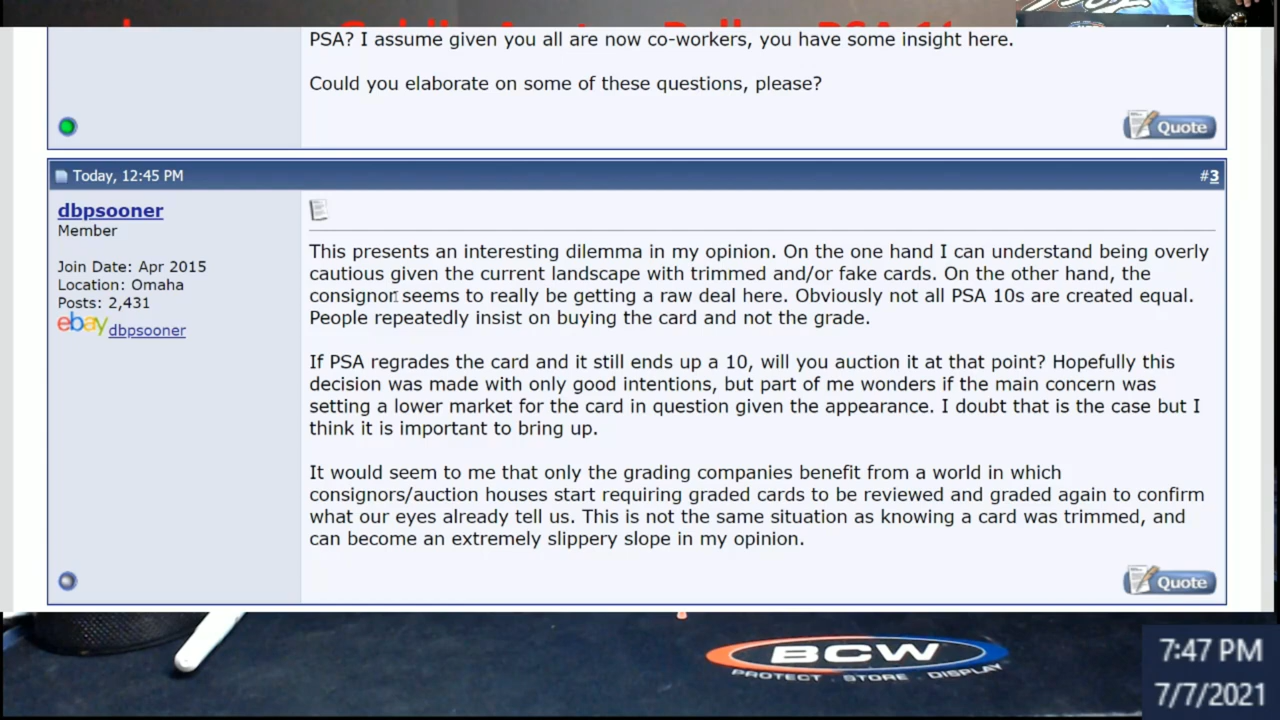 PSA? I assume given you all are now co-workers, you have some insight here.
Could you elaborate on some of these questions, please?
Quote
Today, 12:45 PM
#3
dbpsooner
Member
Join Date: Apr 2015
Location: Omaha
Posts: 2,431
ebay dbpsooner
This presents an interesting dilemma in my opinion. On the one hand I can understand being overly
cautious given the current landscape with trimmed and/or fake cards. On the other hand, the
consignor seems to really be getting a raw deal here. Obviously not all PSA 10s are created equal.
People repeatedly insist on buying the card and not the grade.
If PSA regrades the card and it still ends up a 10, will you auction it at that point? Hopefully this
decision was made with only good intentions, but part of me wonders if the main concern was
setting a lower market for the card in question given the appearance. I doubt that is the case but I
think it is important to bring up.
It would seem to me that only the grading companies benefit from a world in which
consignors/auction houses start requiring graded cards to be reviewed and graded again to confirm
what our eyes already tell us. This is not the same situation as knowing a card was trimmed, and
can become an extremely slippery slope in my opinion.
Quote
BCW
PROTECT · STORE · DISPLAY
7:47 PM
7/7/2021